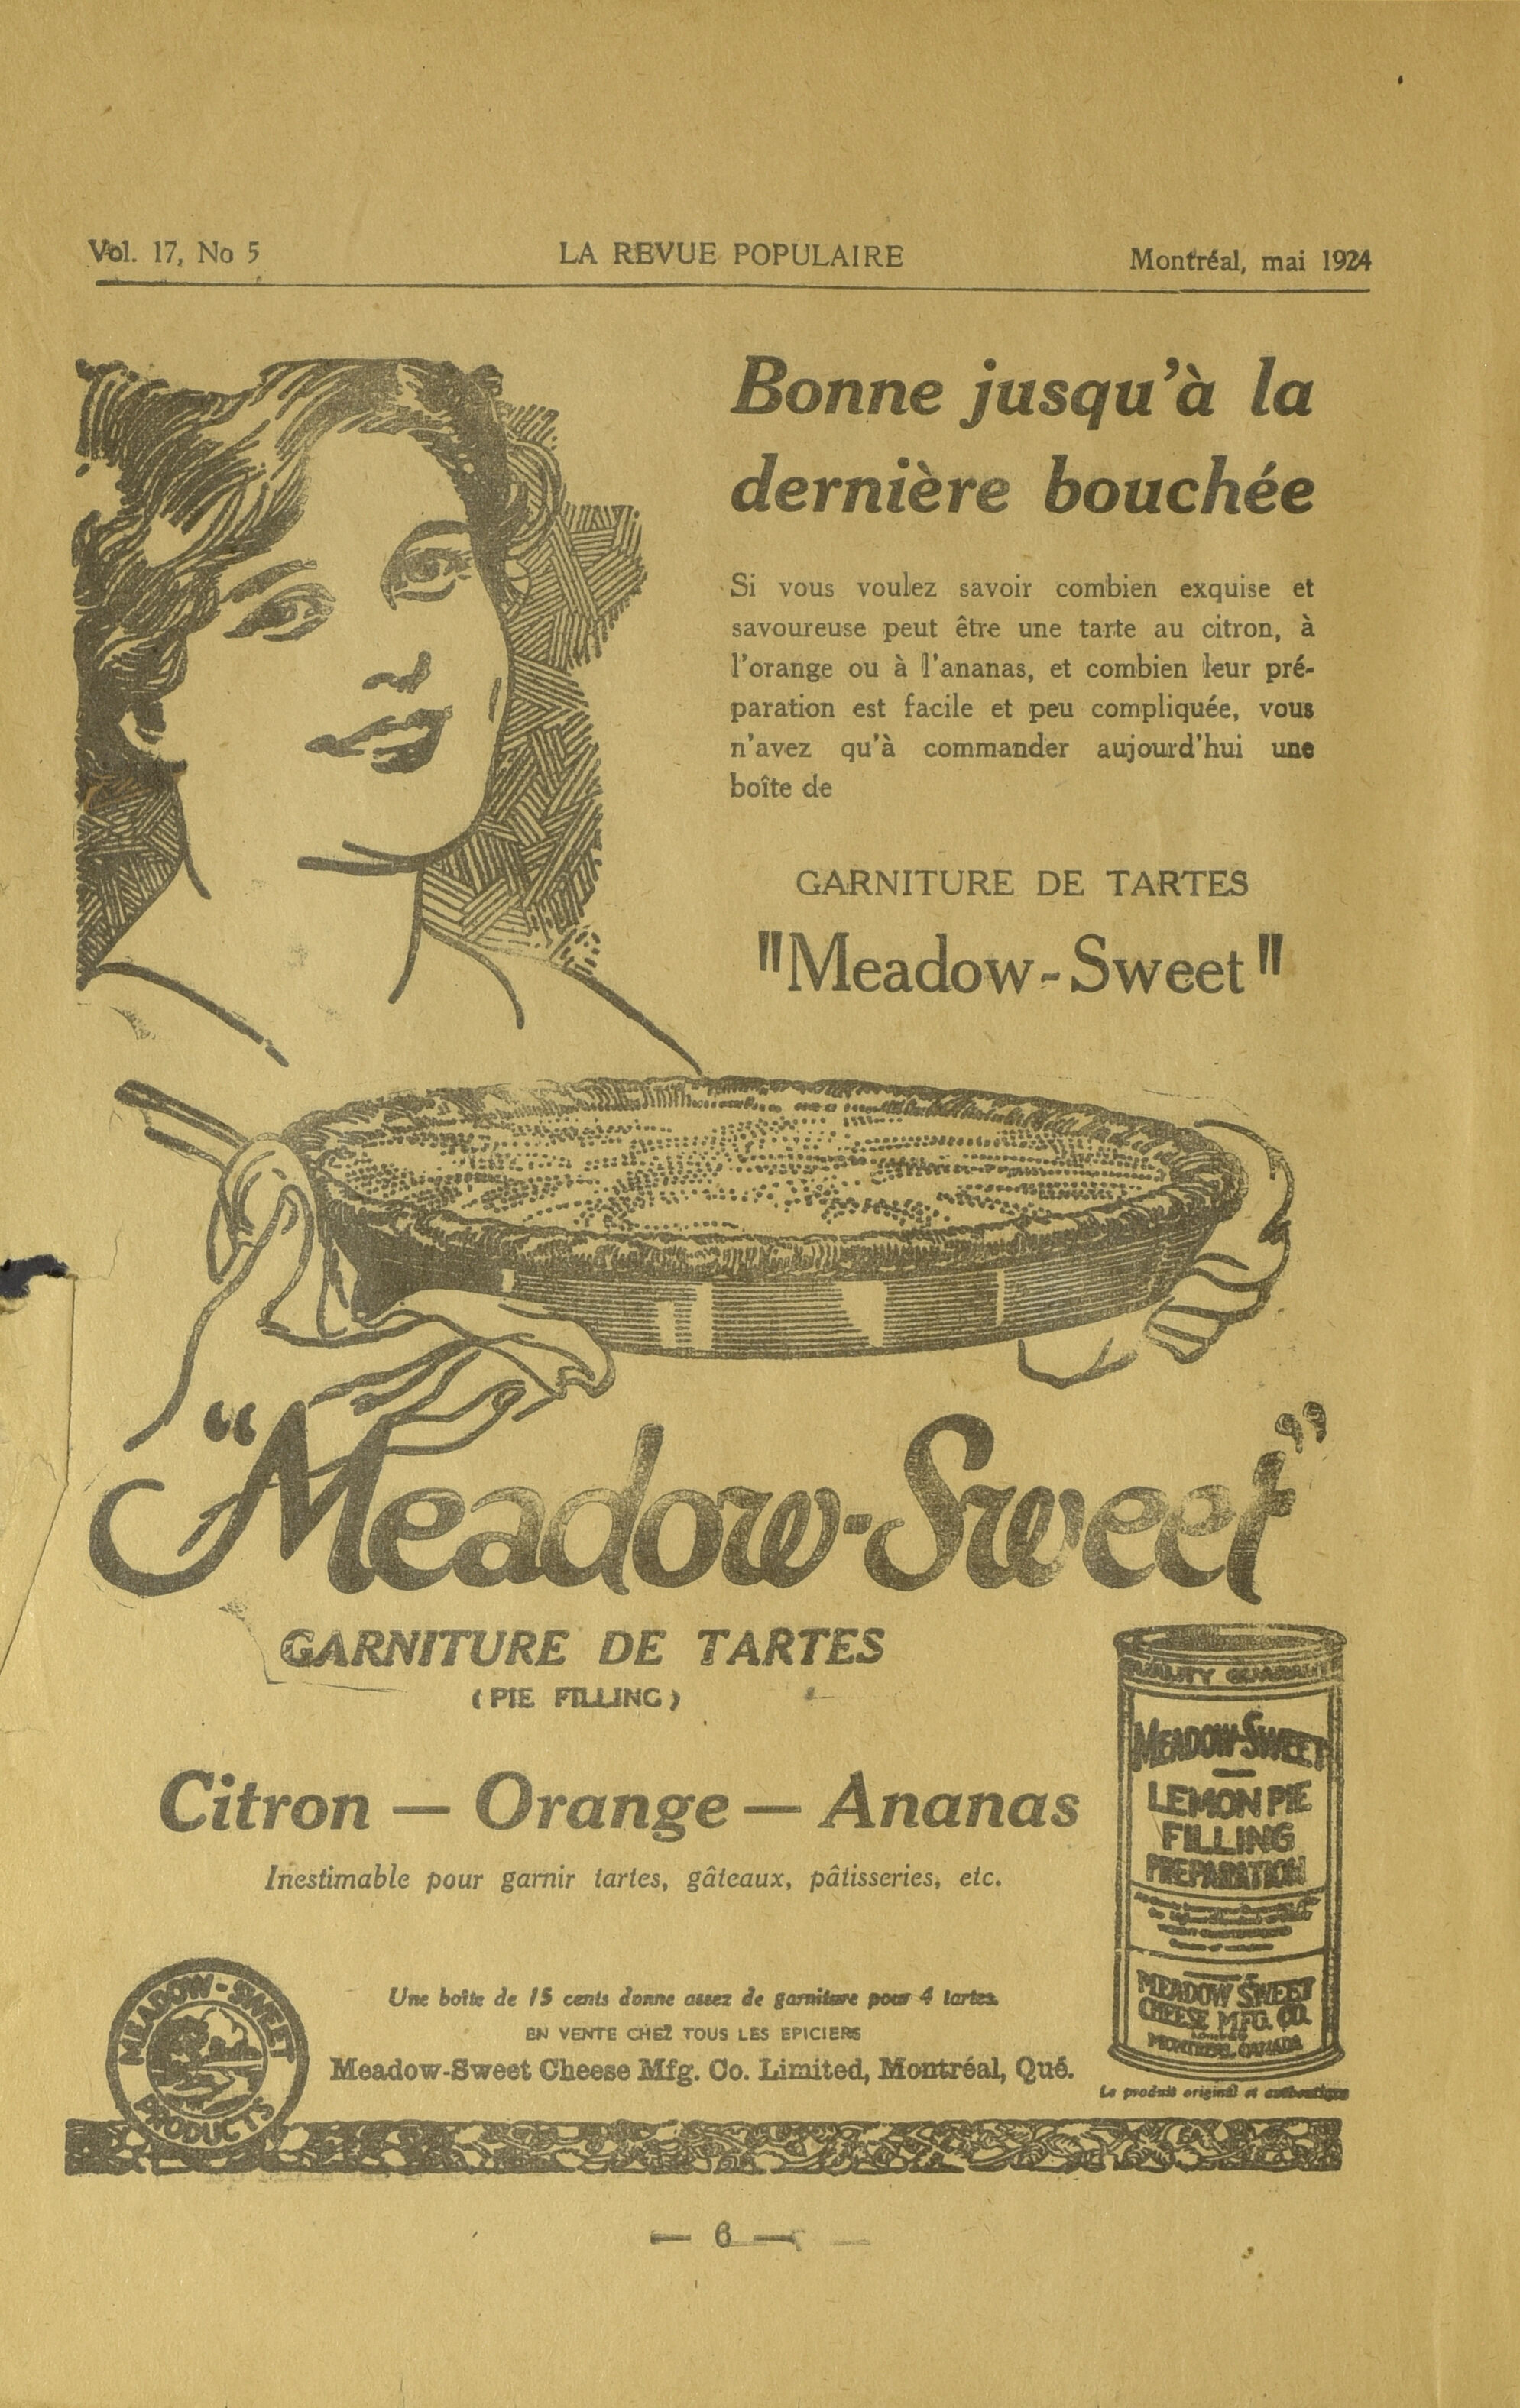 Vol. 17, No 5 LA REVUE POPULAIRE Montréal, mai 1924
Bonne jusqu'à la
dernière bouchée
Si vous voulez savoir combien exquise et
savoureuse peut être une tarte au citron, à
l'orange ou à l'ananas, et combien leur pré-
paration est facile et peu compliquée, vous
n'avez qu'à commander aujourd'hui une
boîte de
GARNITURE DE TARTES
"Meadow-Sweet"
"Meadow-Sweet"
GARNITURE DE TARTES
(PIE FILLING)
Citron — Orange — Ananas
Inestimable pour garnir tartes, gâteaux, pâtisseries, etc.
QUALITY
MEADOW-SWEET
LEMON PIE
FILLING
PREPARATION
MEADOW SWEET
CHEESE MFG. CO.
LIMITED
MONTREAL, CANADA
Le produit original et authentique
MEADOW-SWEET
PRODUCTS
Une boîte de 15 cents donne assez de garniture pour 4 tartes.
EN VENTE CHEZ TOUS LES EPICIERS
Meadow-Sweet Cheese Mfg. Co. Limited, Montréal, Qué.
— 6 —